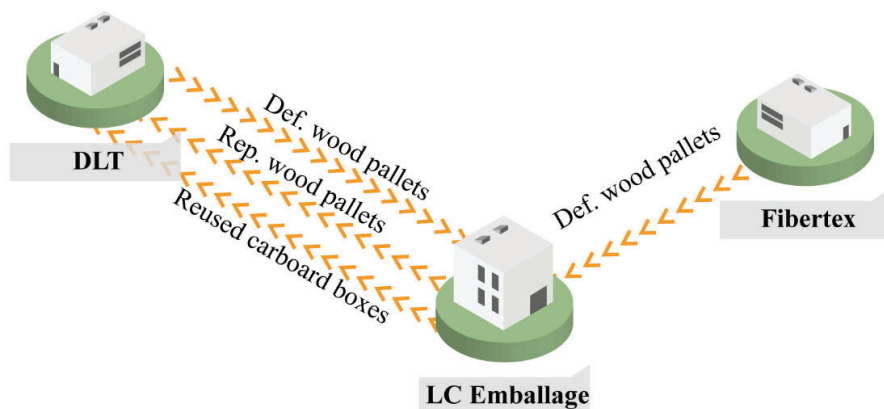 Def. wood pallets
Rep. wood pallets
Reused carboard boxes
DLT
Def. wood pallets
Fibertex
LC Emballage